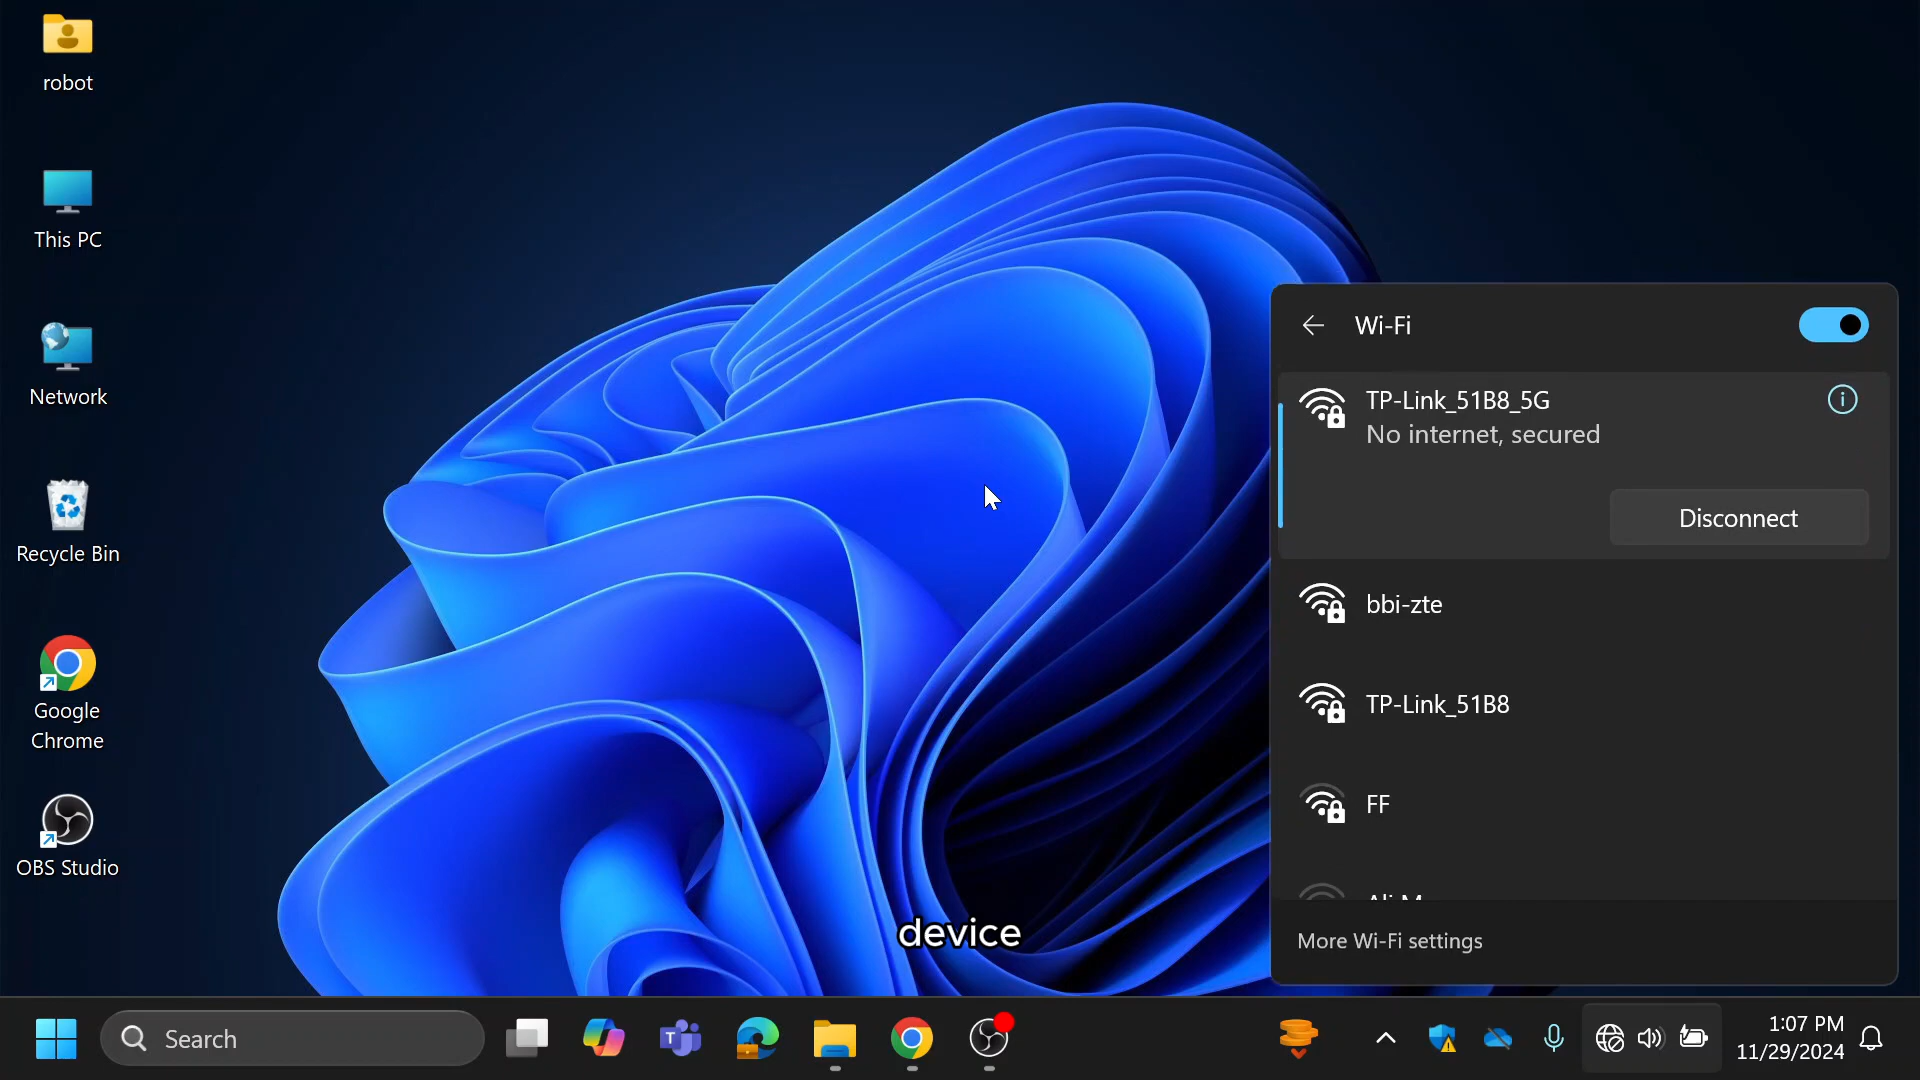 robot
This PC
Network
Recycle Bin
Google
Chrome
OBS Studio
Wi-Fi
TP-Link_51B8_5G
No internet, secured
Disconnect
bbi-zte
TP-Link_51B8
FF
More Wi-Fi settings
device
Search
1:07 PM
11/29/2024